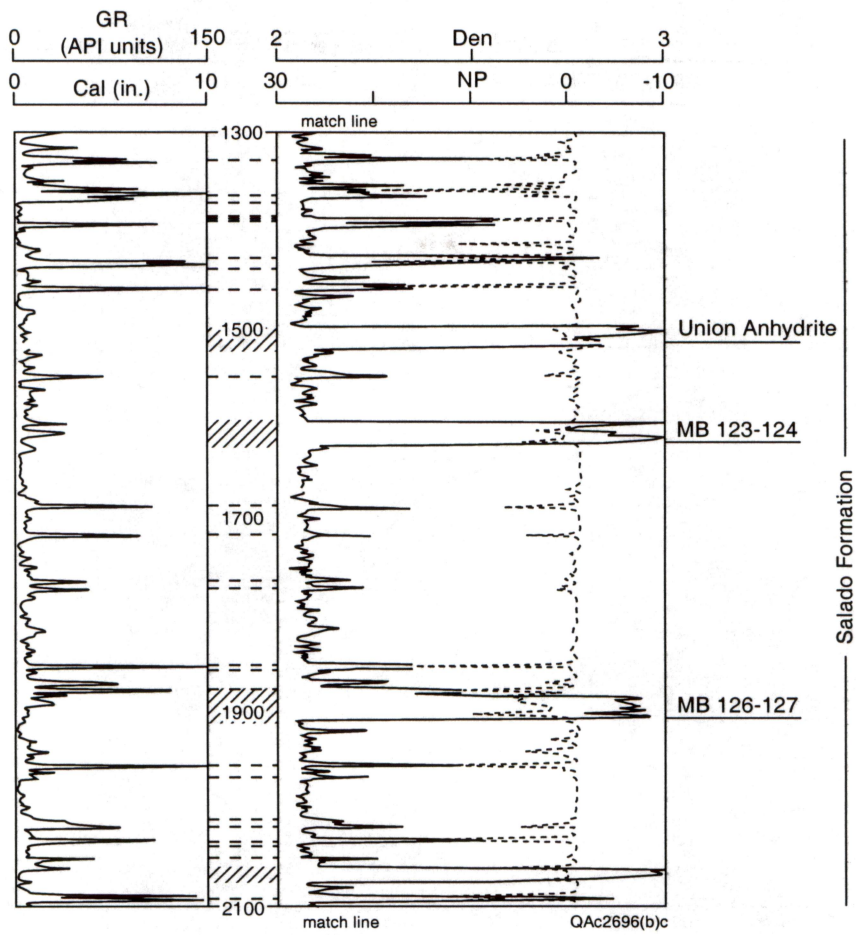 GR
(API units)
0 150 2 Den 3
0 Cal (in.) 10 30 NP 0 -10
match line
1300
1500
Union Anhydrite
MB 123-124
1700
Salado Formation
1900
MB 126-127
2100
match line
QAc2696(b)c